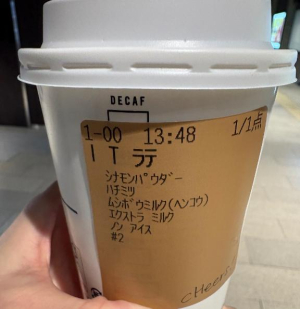 DECAF
1-00 13:48 1/1点
I T ラテ
シナモンパウダー
ハチミツ
ムシボウミルク(ヘンコウ)
エクストラ ミルク
ノン アイス
#2
cheers